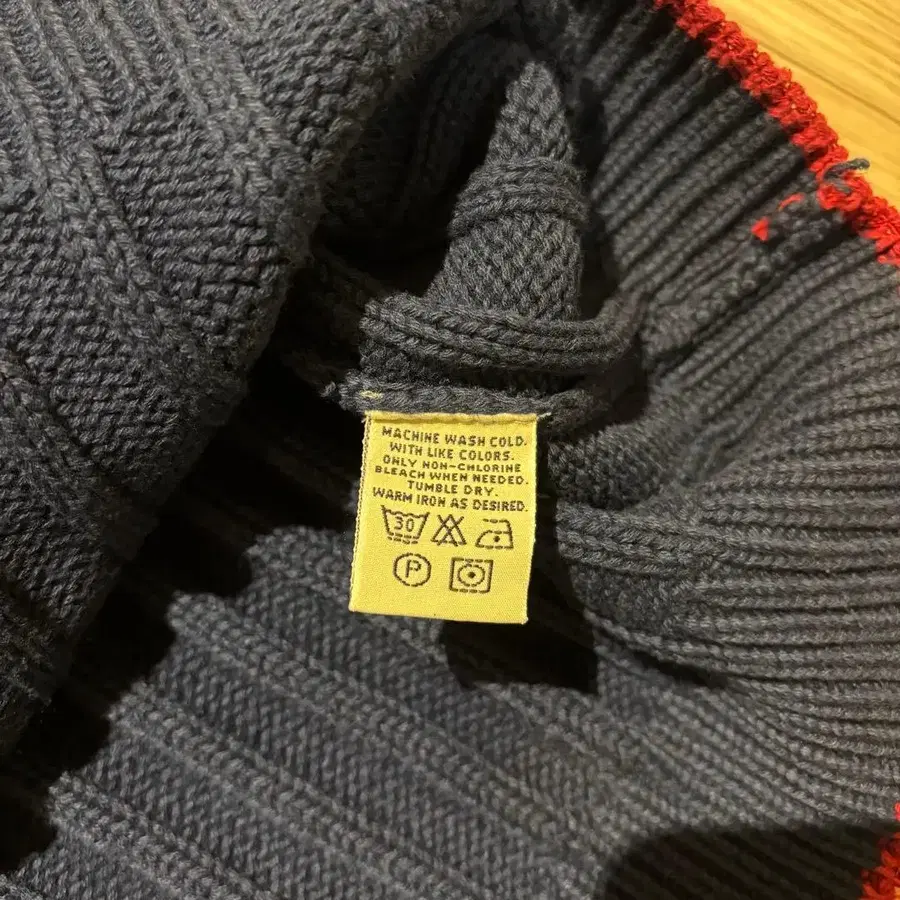 MACHINE WASH COLD.
WITH LIKE COLORS.
ONLY NON-CHLORINE
BLEACH WHEN NEEDED.
TUMBLE DRY.
WARM IRON AS DESIRED.
30
P